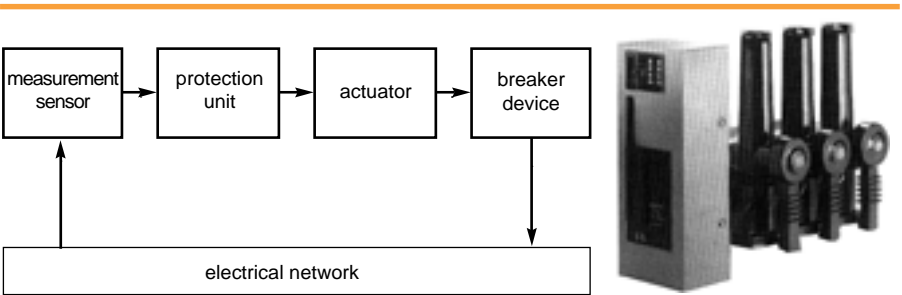 measurement
sensor
protection
unit
actuator
breaker
device
electrical network